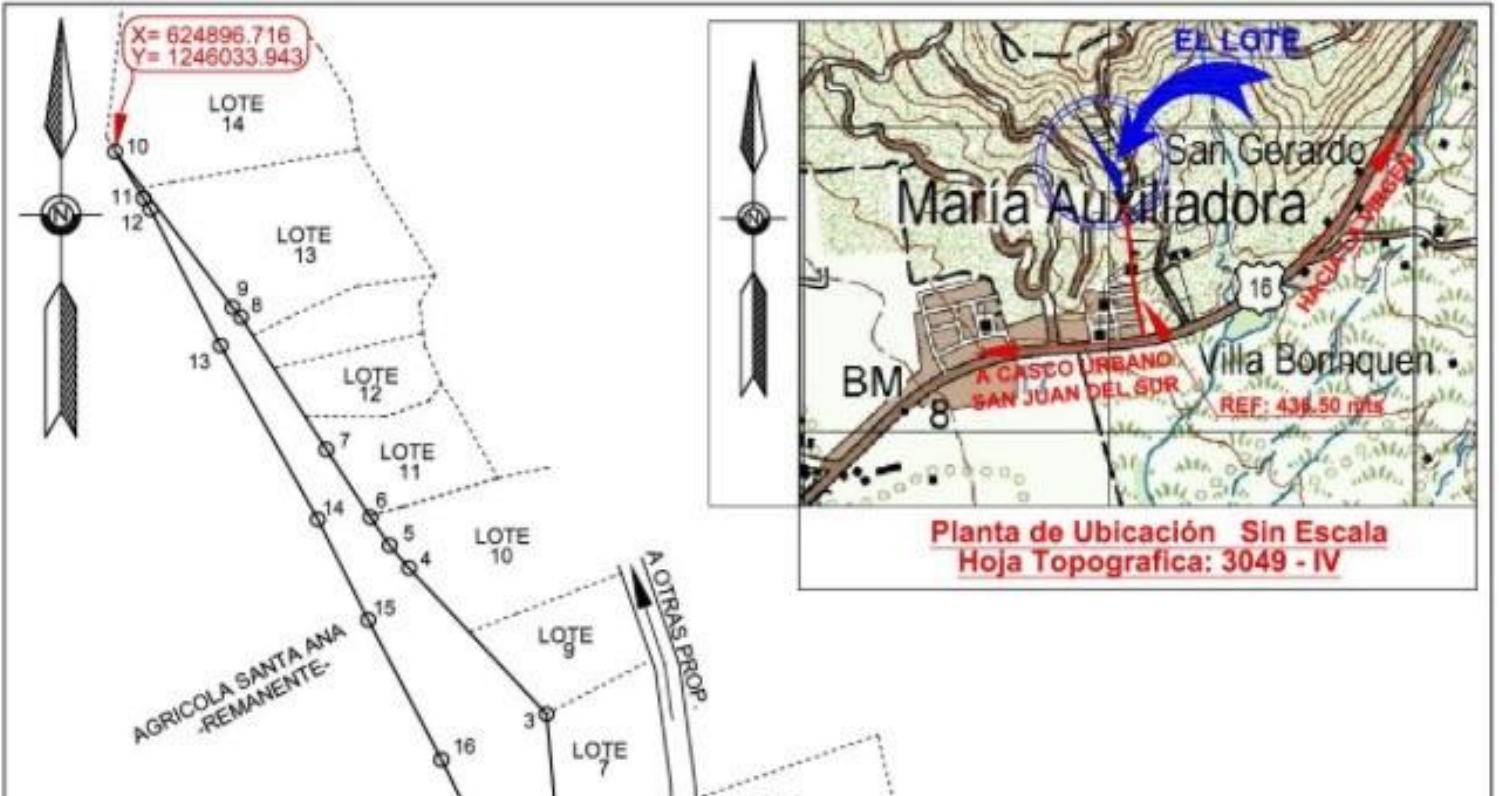 X= 624896.716
Y= 1246033.943
LOTE
14
10
11
12
LOTE
13
9
8
13
LOTE
12
7
LOTE
11
14
6
5
4
LOTE
10
15
A OTRAS PROP.
LOTE
9
AGRICOLA SANTA ANA
-REMANENTE-
3
16
LOTE
7
N
N
EL LOTE
San Gerardo
María Auxiliadora
HACIA LA VIRGEN
16
Villa Borinquen
BM
8
A CASCO URBANO
SAN JUAN DEL SUR
REF: 436.50 mts
Planta de Ubicación Sin Escala
Hoja Topografica: 3049 - IV